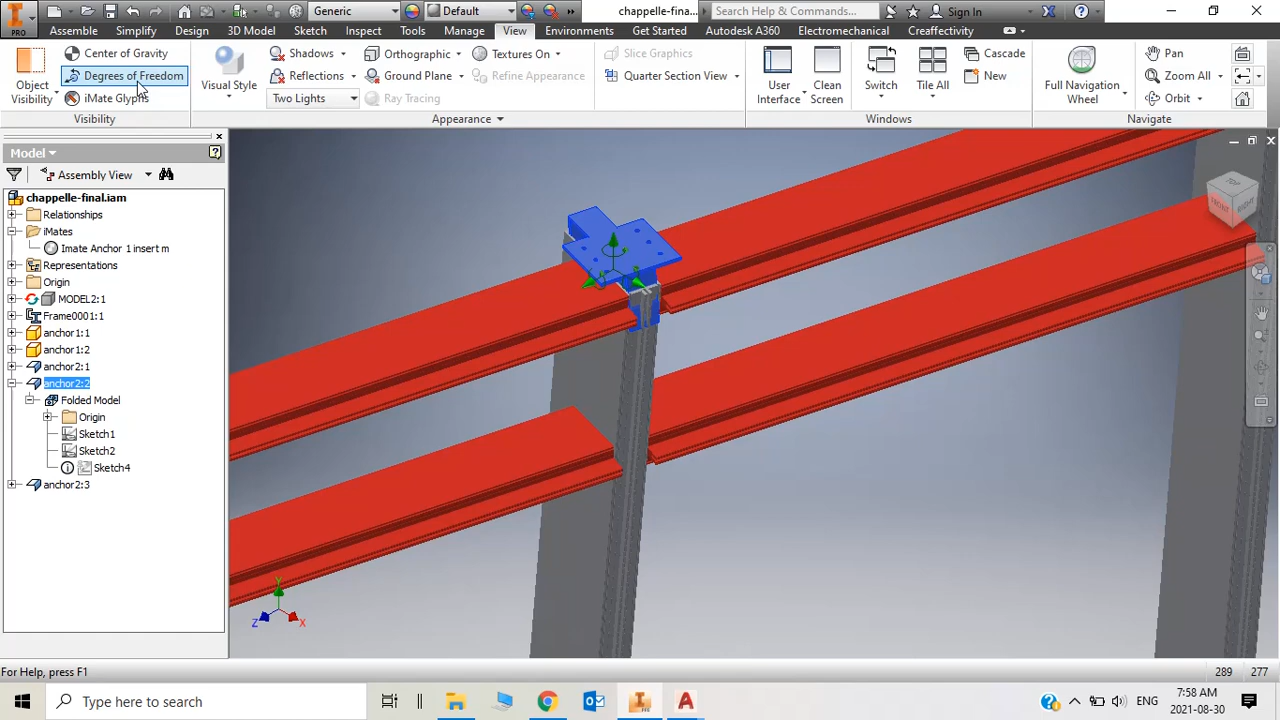 Generic
Default
chappelle-fina...
Search Help & Commands...
Sign In
PRO
Assemble
Simplify
Design
3D Model
Sketch
Inspect
Tools
Manage
View
Environments
Get Started
Autodesk A360
Electromechanical
Creaffectivity
Object
Visibility
Center of Gravity
Degrees of Freedom
iMate Glyphs
Visibility
Visual Style
Shadows
Reflections
Two Lights
Orthographic
Ground Plane
Ray Tracing
Textures On
Refine Appearance
Slice Graphics
Quarter Section View
Appearance
User
Interface
Clean
Screen
Switch
Tile All
Cascade
New
Windows
Full Navigation
Wheel
Pan
Zoom All
Orbit
Navigate
Model
Assembly View
chappelle-final.iam
Relationships
iMates
Imate Anchor 1 insert m
Representations
Origin
MODEL2:1
Frame0001:1
anchor1:1
anchor1:2
anchor2:1
anchor2:2
Folded Model
Origin
Sketch1
Sketch2
Sketch4
anchor2:3
TOP
FRONT
RIGHT
Y
Z
X
For Help, press F1
289
277
Type here to search
ENG
7:58 AM
2021-08-30